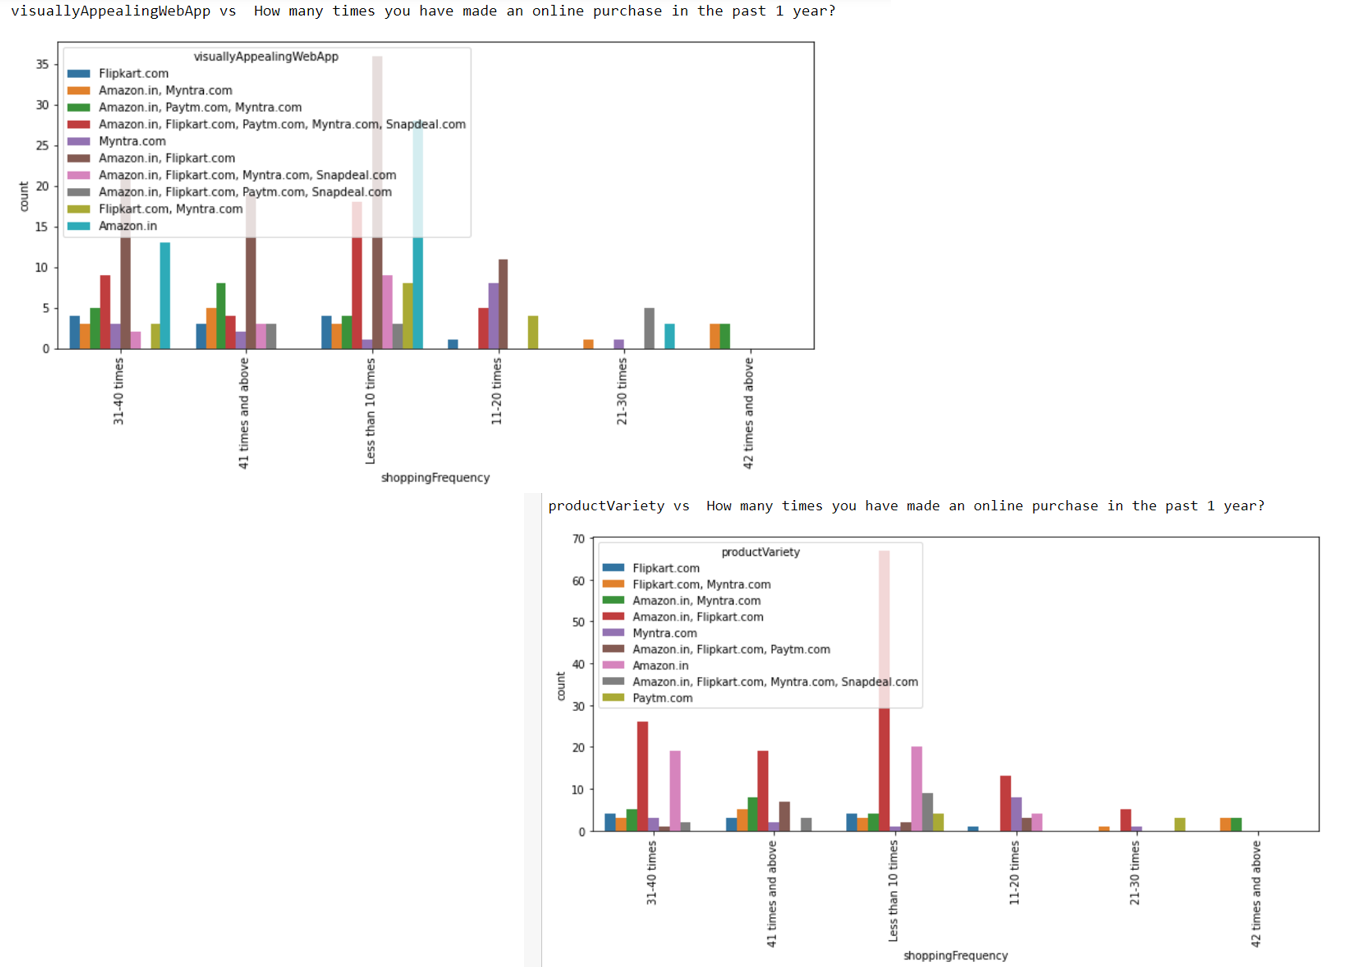 visuallyAppealingWebApp vs  How many times you have made an online purchase in the past 1 year?
visuallyAppealingWebApp
Flipkart.com
Amazon.in, Myntra.com
Amazon.in, Paytm.com, Myntra.com
Amazon.in, Flipkart.com, Paytm.com, Myntra.com, Snapdeal.com
Myntra.com
Amazon.in, Flipkart.com
Amazon.in, Flipkart.com, Myntra.com, Snapdeal.com
Amazon.in, Flipkart.com, Paytm.com, Snapdeal.com
Flipkart.com, Myntra.com
Amazon.in
35
30
25
20
15
10
5
0
count
31-40 times
41 times and above
Less than 10 times
11-20 times
21-30 times
42 times and above
shoppingFrequency
productVariety vs  How many times you have made an online purchase in the past 1 year?
productVariety
Flipkart.com
Flipkart.com, Myntra.com
Amazon.in, Myntra.com
Amazon.in, Flipkart.com
Myntra.com
Amazon.in, Flipkart.com, Paytm.com
Amazon.in
Amazon.in, Flipkart.com, Myntra.com, Snapdeal.com
Paytm.com
70
60
50
40
30
20
10
0
count
31-40 times
41 times and above
Less than 10 times
11-20 times
21-30 times
42 times and above
shoppingFrequency